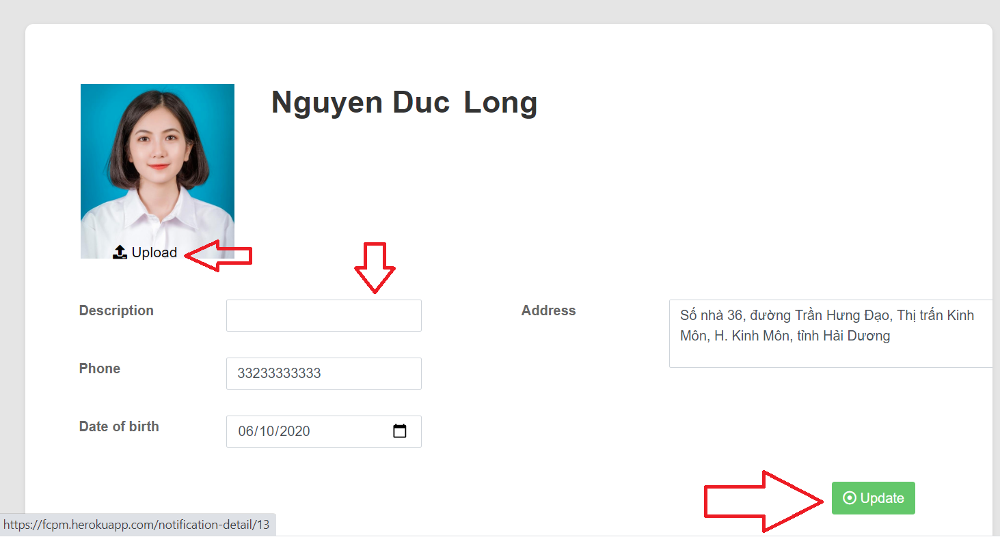 Nguyen Duc Long
Upload
Description
Address
Số nhà 36, đường Trần Hưng Đạo, Thị trấn Kinh
Môn, H. Kinh Môn, tỉnh Hải Dương
Phone
33233333333
Date of birth
06/10/2020
Update
https://fcpm.herokuapp.com/notification-detail/13